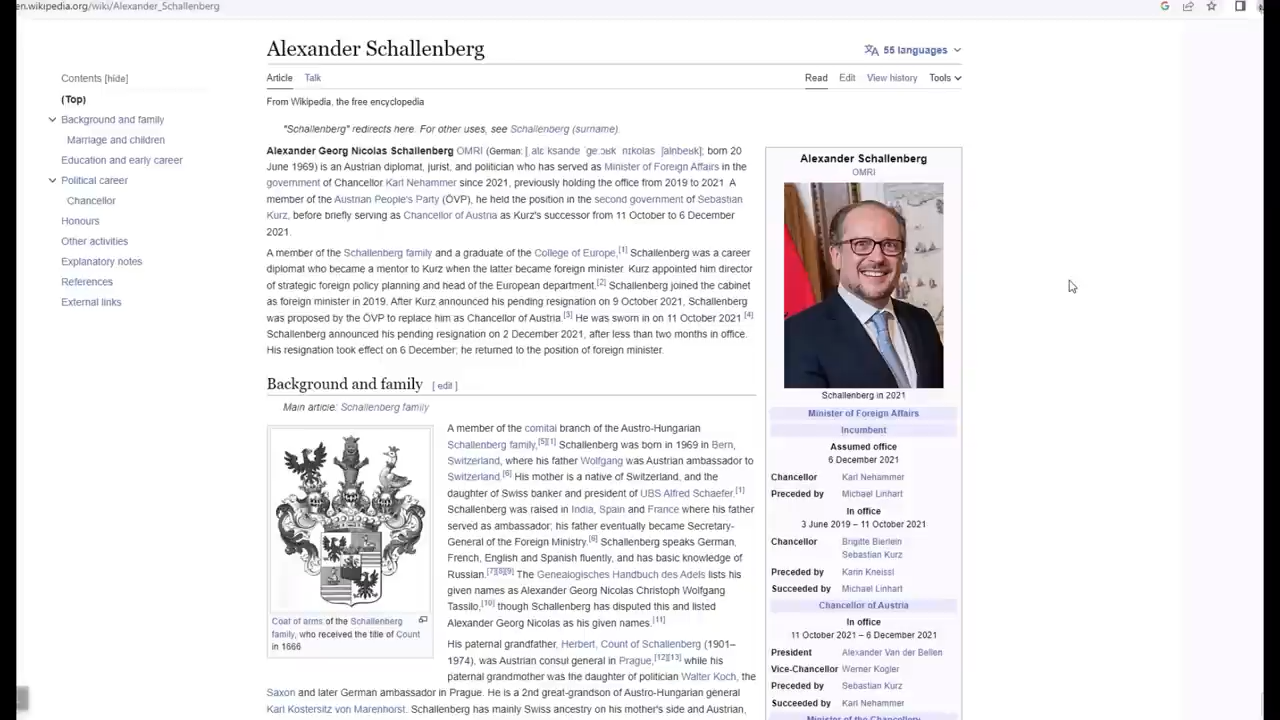 en.wikipedia.org/wiki/Alexander_Schallenberg
Alexander Schallenberg
55 languages
Article Talk
Read Edit View history Tools
From Wikipedia, the free encyclopedia
"Schallenberg" redirects here. For other uses, see Schallenberg (surname).
Contents [hide]
(Top)
Background and family
Marriage and children
Education and early career
Political career
Chancellor
Honours
Other activities
Explanatory notes
References
External links
Alexander Georg Nicolas Schallenberg OMRI (German: born 20
June 1969) is an Austrian diplomat, jurist, and politician who has served as Minister of Foreign Affairs in the
government of Chancellor Karl Nehammer since 2021, previously holding the office from 2019 to 2021 A
member of the Austrian People's Party (ÖVP), he held the position in the second government of Sebastian
Kurz, before briefly serving as Chancellor of Austria as Kurz's successor from 11 October to 6 December
2021.
A member of the Schallenberg family and a graduate of the College of Europe,[1] Schallenberg was a career
diplomat who became a mentor to Kurz when the latter became foreign minister Kurz appointed him director
of strategic foreign policy planning and head of the European department.[2] Schallenberg joined the cabinet
as foreign minister in 2019. After Kurz announced his pending resignation on 9 October 2021, Schallenberg
was proposed by the ÖVP to replace him as Chancellor of Austria.[3] He was sworn in on 11 October 2021 [4]
Schallenberg announced his pending resignation on 2 December 2021, after less than two months in office.
His resignation took effect on 6 December; he returned to the position of foreign minister.
Background and family [ edit ]
Main article: Schallenberg family
Coat of arms of the Schallenberg
family, who received the title of Count
in 1666
A member of the comital branch of the Austro-Hungarian
Schallenberg family,[5][1] Schallenberg was born in 1969 in Bern,
Switzerland, where his father Wolfgang was Austrian ambassador to
Switzerland.[6] His mother is a native of Switzerland, and the
daughter of Swiss banker and president of UBS Alfred Schaefer.[1]
Schallenberg was raised in India, Spain and France where his father
served as ambassador; his father eventually became Secretary-
General of the Foreign Ministry.[6] Schallenberg speaks German,
French, English and Spanish fluently, and has basic knowledge of
Russian.[7][8][9] The Genealogisches Handbuch des Adels lists his
given names as Alexander Georg Nicolas Christoph Wolfgang
Tassilo,[10] though Schallenberg has disputed this and listed
Alexander Georg Nicolas as his given names.[11]
His paternal grandfather, Herbert, Count of Schallenberg (1901–
1974), was Austrian consul general in Prague,[12][13] while his
paternal grandmother was the daughter of politician Walter Koch, the
Saxon and later German ambassador in Prague. He is a 2nd great-grandson of Austro-Hungarian general
Karl Kostersitz von Marenhorst. Schallenberg has mainly Swiss ancestry on his mother's side and Austrian,
Alexander Schallenberg
OMRI
Schallenberg in 2021
Minister of Foreign Affairs
Incumbent
Assumed office
6 December 2021
Chancellor Karl Nehammer
Preceded by Michael Linhart
In office
3 June 2019 – 11 October 2021
Chancellor Brigitte Bierlein
Sebastian Kurz
Preceded by Karin Kneissl
Succeeded by Michael Linhart
Chancellor of Austria
In office
11 October 2021 – 6 December 2021
President Alexander Van der Bellen
Vice-Chancellor Werner Kogler
Preceded by Sebastian Kurz
Succeeded by Karl Nehammer
Minister of the Chancellery